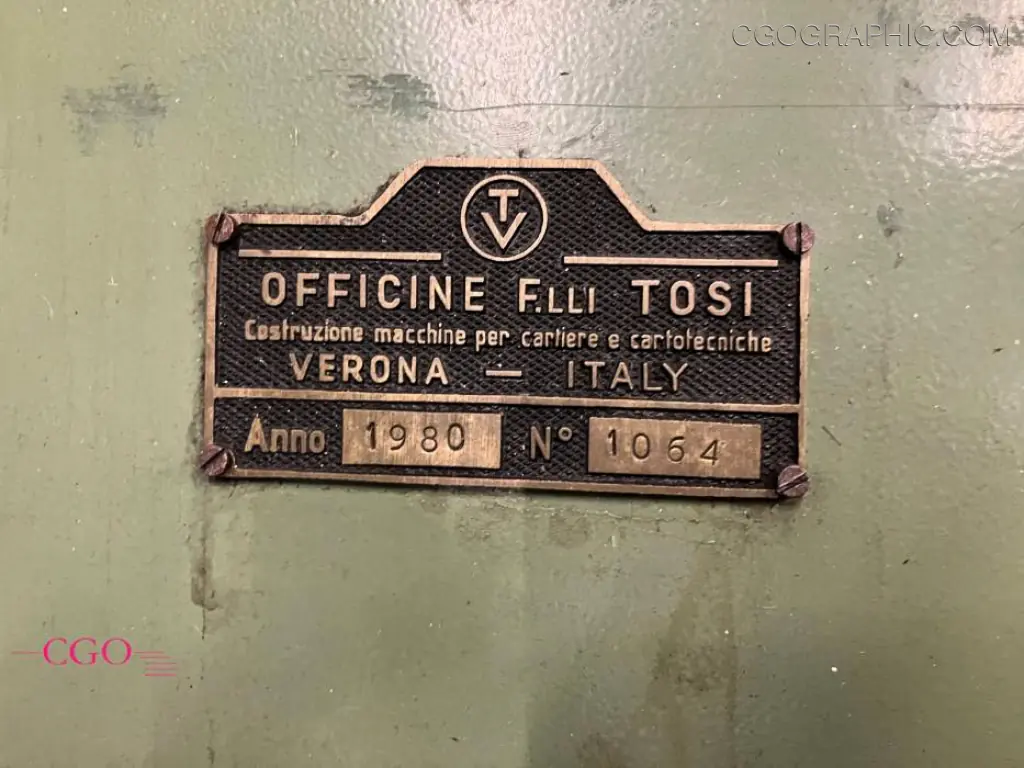 CGOGRAPHIC.COM
TV
OFFICINE F.LLI TOSI
Costruzione macchine per cartiere e cartotecniche
VERONA — ITALY
Anno 1980 N° 1064
CGO